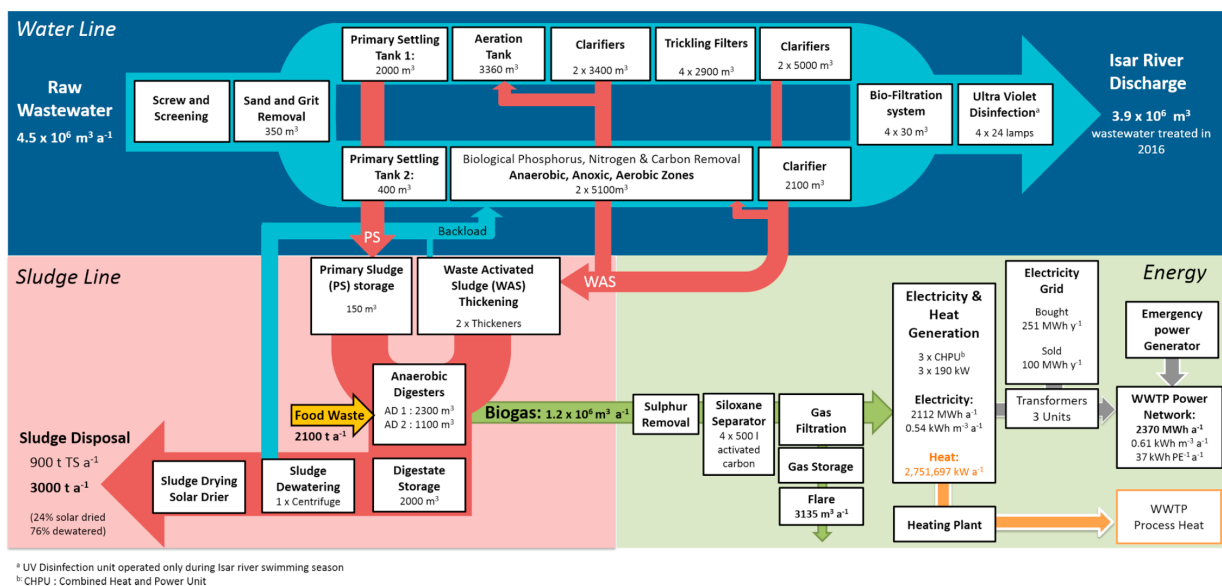 Water Line
Raw
Wastewater
4.5 x 10⁶ m³ a⁻¹
Screw and
Screening
Sand and Grit
Removal
350 m³
Primary Settling
Tank 1:
2000 m³
Aeration
Tank
3360 m³
Clarifiers
2 x 3400 m³
Trickling Filters
4 x 2900 m³
Clarifiers
2 x 5000 m³
Primary Settling
Tank 2:
400 m³
Biological Phosphorus, Nitrogen & Carbon Removal
Anaerobic, Anoxic, Aerobic Zones
2 x 5100m³
Clarifier
2100 m³
Bio-Filtration
system
4 x 30 m³
Ultra Violet
Disinfectionᵃ
4 x 24 lamps
Isar River
Discharge
3.9 x 10⁶ m³
wastewater treated in
2016
PS
Backload
WAS
Sludge Line
Primary Sludge
(PS) storage
150 m³
Waste Activated
Sludge (WAS)
Thickening
2 x Thickeners
Food Waste
2100 t a⁻¹
Anaerobic
Digesters
AD 1 : 2300 m³
AD 2 : 1100 m³
Sludge Disposal
900 t TS a⁻¹
3000 t a⁻¹
(24% solar dried
76% dewatered)
Sludge Drying
Solar Drier
Sludge
Dewatering
1 x Centrifuge
Digestate
Storage
2000 m³
Energy
Biogas: 1.2 x 10⁶ m³ a⁻¹
Sulphur
Removal
Siloxane
Separator
4 x 500 l
activated
carbon
Gas
Filtration
Gas Storage
Flare
3135 m³ a⁻¹
Electricity &
Heat
Generation
3 x CHPUᵇ
3 x 190 kW
Electricity:
2112 MWh a⁻¹
0.54 kWh m⁻³ a⁻¹
Heat:
2,751,697 kW a⁻¹
Heating Plant
Electricity
Grid
Bought
251 MWh y⁻¹
Sold
100 MWh y⁻¹
Transformers
3 Units
Emergency
power
Generator
WWTP Power
Network:
2370 MWh a⁻¹
0.61 kWh m⁻³ a⁻¹
37 kWh PE⁻¹ a⁻¹
WWTP
Process Heat
ᵃ UV Disinfection unit operated only during Isar river swimming season
ᵇ: CHPU : Combined Heat and Power Unit